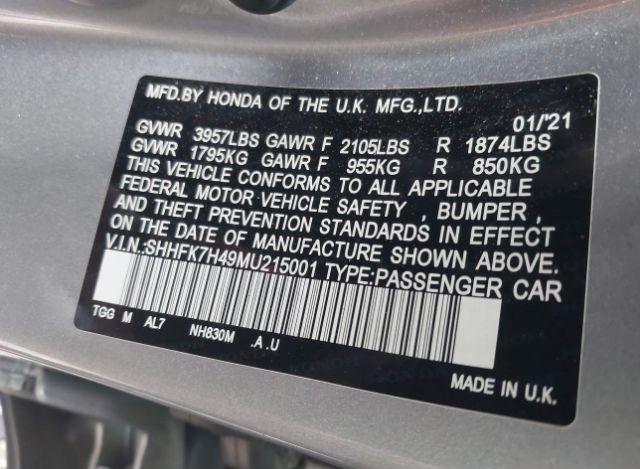 MFD.BY HONDA OF THE U.K. MFG.,LTD.
01/'21
GVWR 3957LBS GAWR F 2105LBS R 1874LBS
GVWR 1795KG GAWR F 955KG R 850KG
THIS VEHICLE CONFORMS TO ALL APPLICABLE
FEDERAL MOTOR VEHICLE SAFETY , BUMPER ,
AND THEFT PREVENTION STANDARDS IN EFFECT
ON THE DATE OF MANUFACTURE SHOWN ABOVE.
V.I.N.:SHHFK7H49MU215001 TYPE:PASSENGER CAR
TGG M AL7 NH830M .A.U
MADE IN U.K.